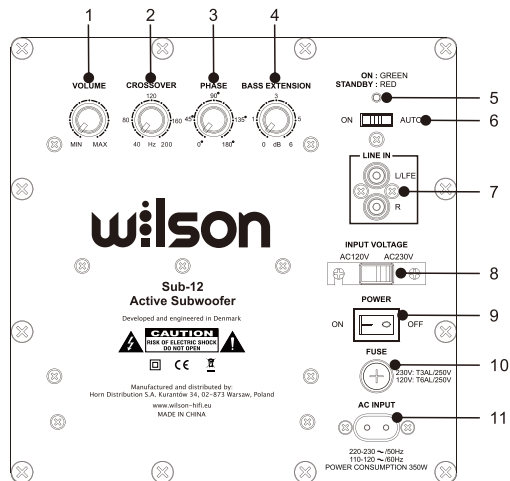 1 2 3 4
VOLUME CROSSOVER PHASE BASS EXTENSION
MIN MAX
120
80 160
40 Hz 200
90°
45° 135°
0° 180°
3
1 5
0 dB 6
ON : GREEN
STANDBY : RED
5
ON AUTO 6
LINE IN
L/LFE
R
7
INPUT VOLTAGE
AC120V AC230V
8
POWER
ON OFF
9
FUSE
10
230V: T3AL/250V
120V: T6AL/250V
AC INPUT
11
220-230 ~/50Hz
110-120 ~/60Hz
POWER CONSUMPTION 350W
wilson
Sub-12
Active Subwoofer
Developed and engineered in Denmark
CAUTION
RISK OF ELECTRIC SHOCK
DO NOT OPEN
CE
Manufactured and distributed by:
Horn Distribution S.A. Kurantów 34, 02-873 Warsaw, Poland
www.wilson-hifi.eu
MADE IN CHINA